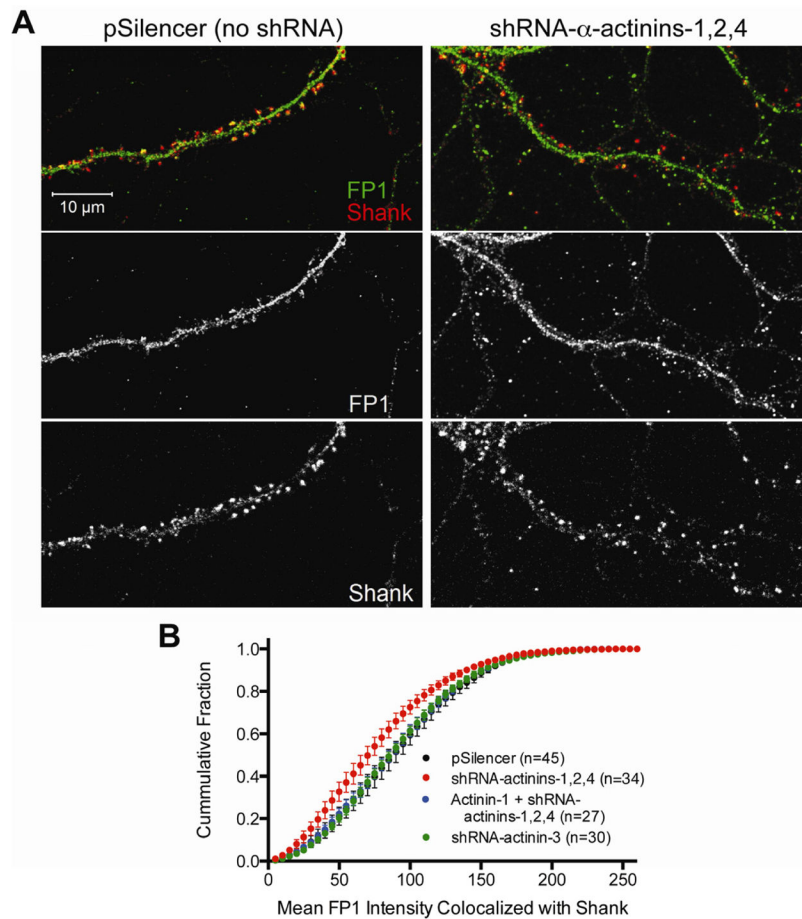 A
pSilencer (no shRNA)
shRNA-α-actinins-1,2,4
10 µm
FP1
Shank
FP1
Shank
B
Cummulative Fraction
1.0
0.8
0.6
0.4
0.2
0.0
pSilencer (n=45)
shRNA-actinins-1,2,4 (n=34)
Actinin-1 + shRNA-
actinins-1,2,4 (n=27)
shRNA-actinin-3 (n=30)
0 50 100 150 200 250
Mean FP1 Intensity Colocalized with Shank